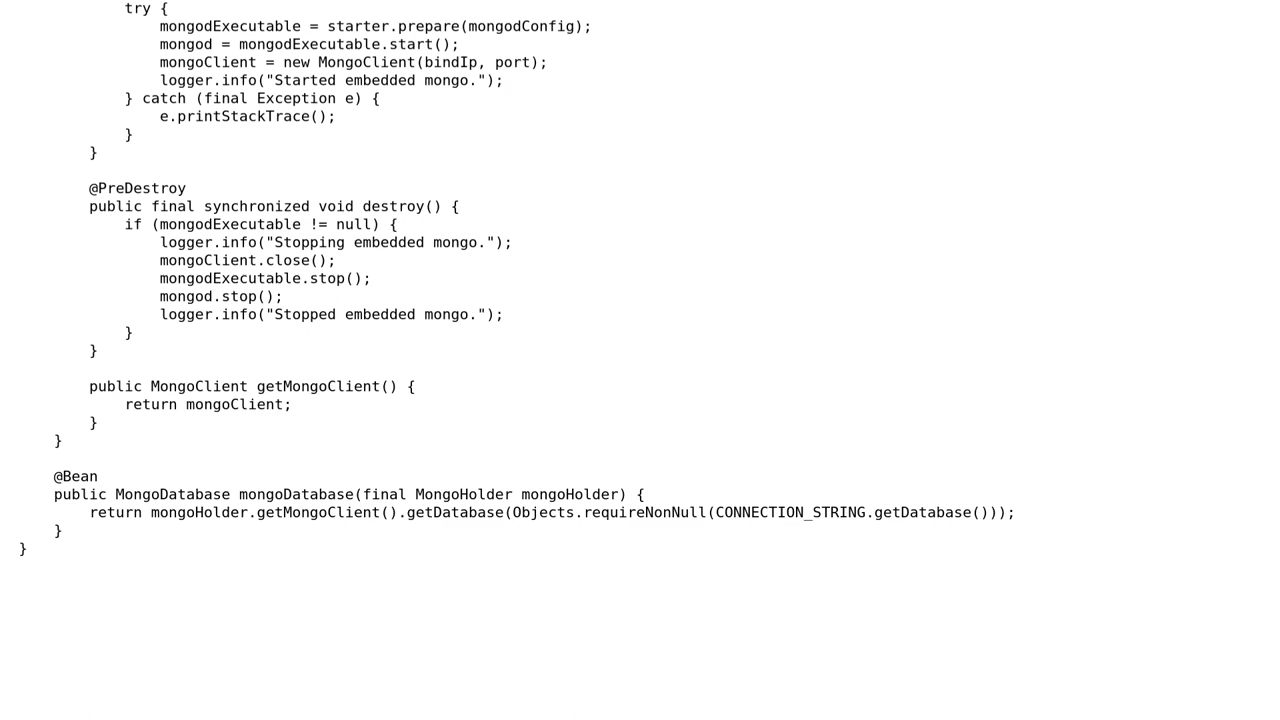 try {
mongodExecutable = starter.prepare(mongodConfig);
mongod = mongodExecutable.start();
mongoClient = new MongoClient(bindIp, port);
logger.info("Started embedded mongo.");
} catch (final Exception e) {
e.printStackTrace();
}
}
@PreDestroy
public final synchronized void destroy() {
if (mongodExecutable != null) {
logger.info("Stopping embedded mongo.");
mongoClient.close();
mongodExecutable.stop();
mongod.stop();
logger.info("Stopped embedded mongo.");
}
}
public MongoClient getMongoClient() {
return mongoClient;
}
}
@Bean
public MongoDatabase mongoDatabase(final MongoHolder mongoHolder) {
return mongoHolder.getMongoClient().getDatabase(Objects.requireNonNull(CONNECTION_STRING.getDatabase()));
}
}